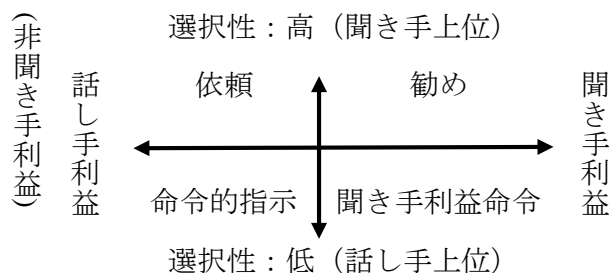 選択性：高（聞き手上位）
（非聞き手利益）
話し手利益
依頼
勧め
聞き手利益
命令的指示
聞き手利益命令
選択性：低（話し手上位）